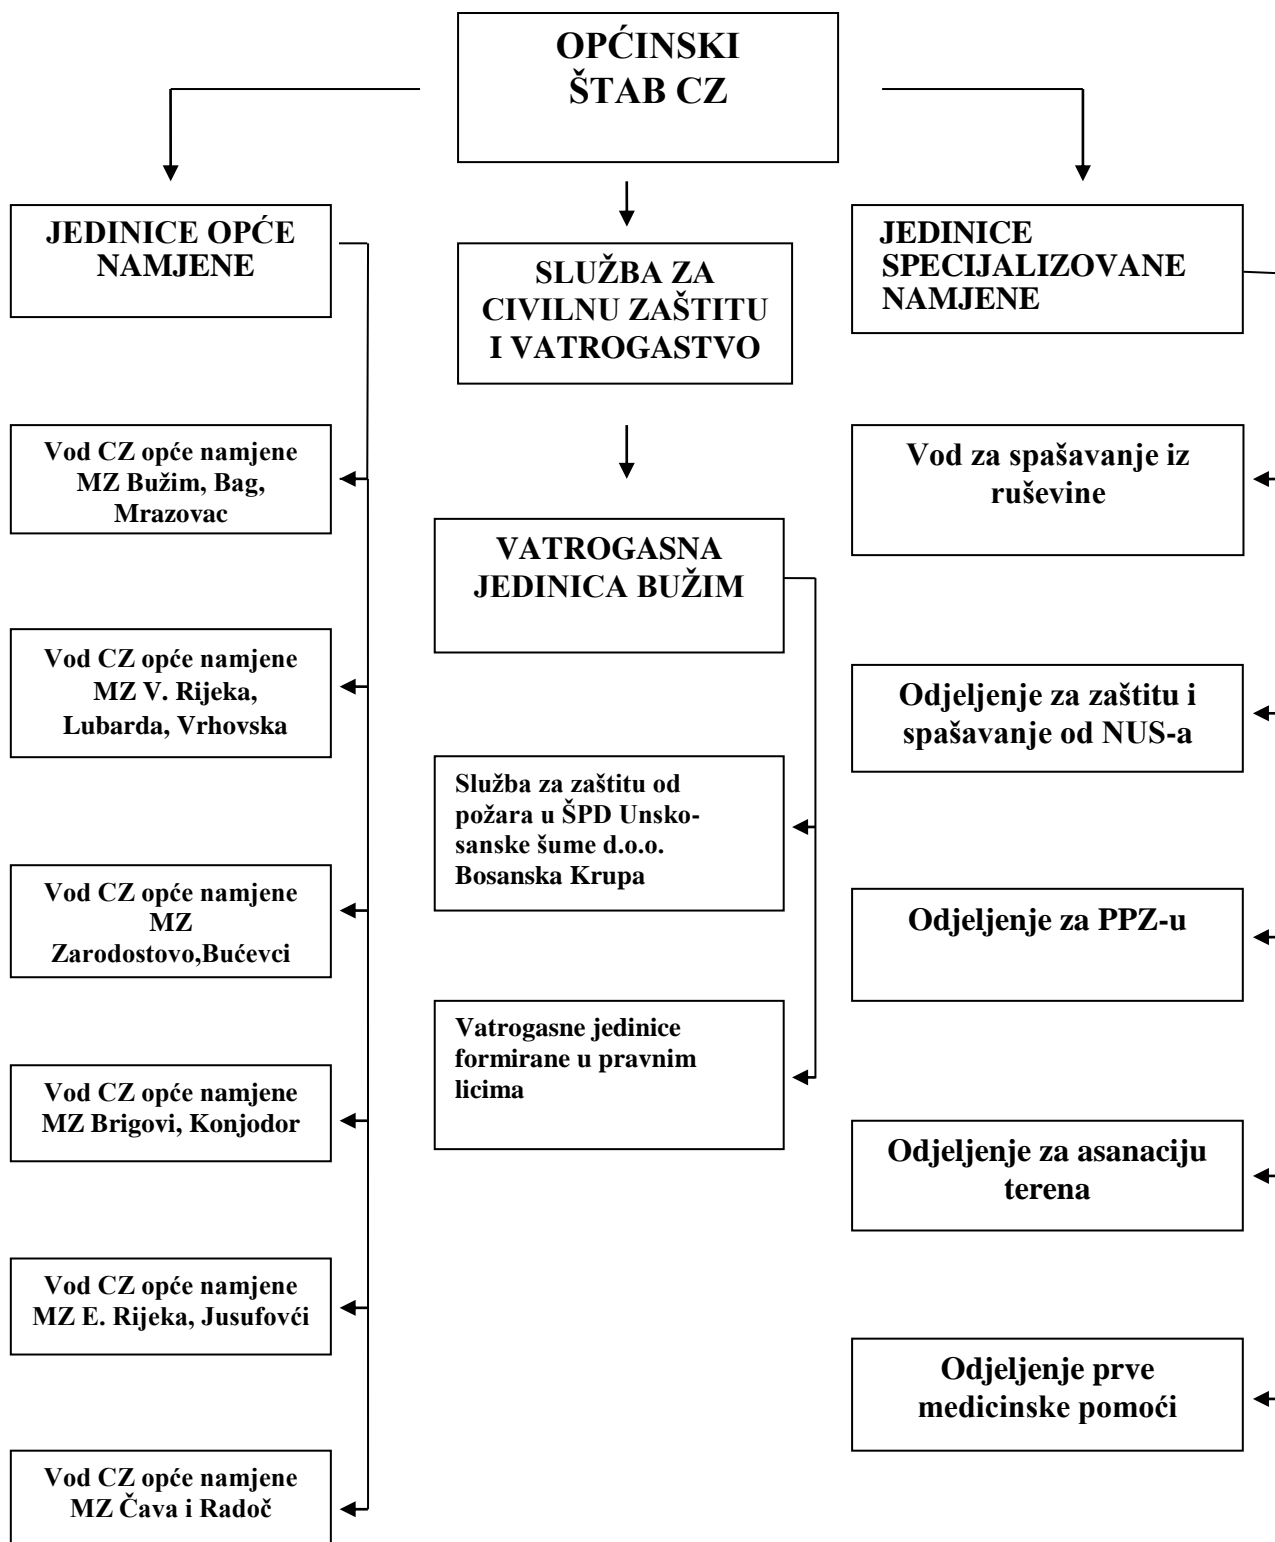 OPĆINSKI
ŠTAB CZ
JEDINICE OPĆE
NAMJENE
Vod CZ opće namjene
MZ Bužim, Bag,
Mrazovac
Vod CZ opće namjene
MZ V. Rijeka,
Lubarda, Vrhovska
Vod CZ opće namjene
MZ
Zarodostovo,Bućevci
Vod CZ opće namjene
MZ Brigovi, Konjodor
Vod CZ opće namjene
MZ E. Rijeka, Jusufovći
Vod CZ opće namjene
MZ Čava i Radoč
SLUŽBA ZA
CIVILNU ZAŠTITU
I VATROGASTVO
VATROGASNA
JEDINICA BUŽIM
Služba za zaštitu od
požara u ŠPD Unsko-
sanske šume d.o.o.
Bosanska Krupa
Vatrogasne jedinice
formirane u pravnim
licima
JEDINICE
SPECIJALIZOVANE
NAMJENE
Vod za spašavanje iz
ruševine
Odjeljenje za zaštitu i
spašavanje od NUS-a
Odjeljenje za PPZ-u
Odjeljenje za asanaciju
terena
Odjeljenje prve
medicinske pomoći